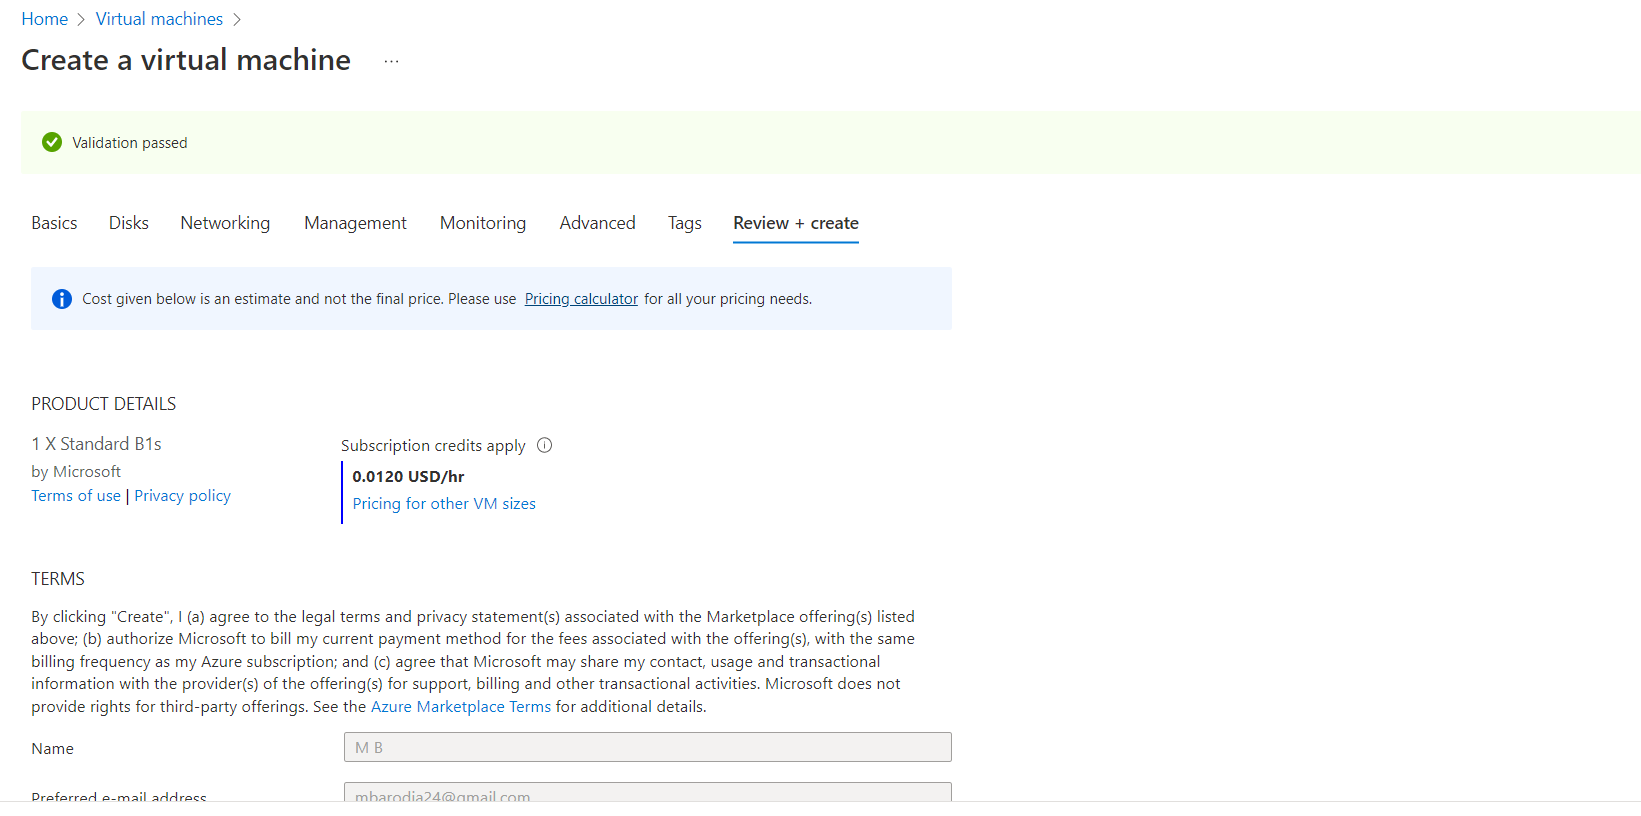 Home > Virtual machines >
Create a virtual machine ...
Validation passed
Basics Disks Networking Management Monitoring Advanced Tags Review + create
Cost given below is an estimate and not the final price. Please use Pricing calculator for all your pricing needs.
PRODUCT DETAILS
1 X Standard B1s
by Microsoft
Terms of use | Privacy policy
Subscription credits apply
0.0120 USD/hr
Pricing for other VM sizes
TERMS
By clicking "Create", I (a) agree to the legal terms and privacy statement(s) associated with the Marketplace offering(s) listed
above; (b) authorize Microsoft to bill my current payment method for the fees associated with the offering(s), with the same
billing frequency as my Azure subscription; and (c) agree that Microsoft may share my contact, usage and transactional
information with the provider(s) of the offering(s) for support, billing and other transactional activities. Microsoft does not
provide rights for third-party offerings. See the Azure Marketplace Terms for additional details.
Name M B
Preferred e-mail address mbarodia24@gmail.com